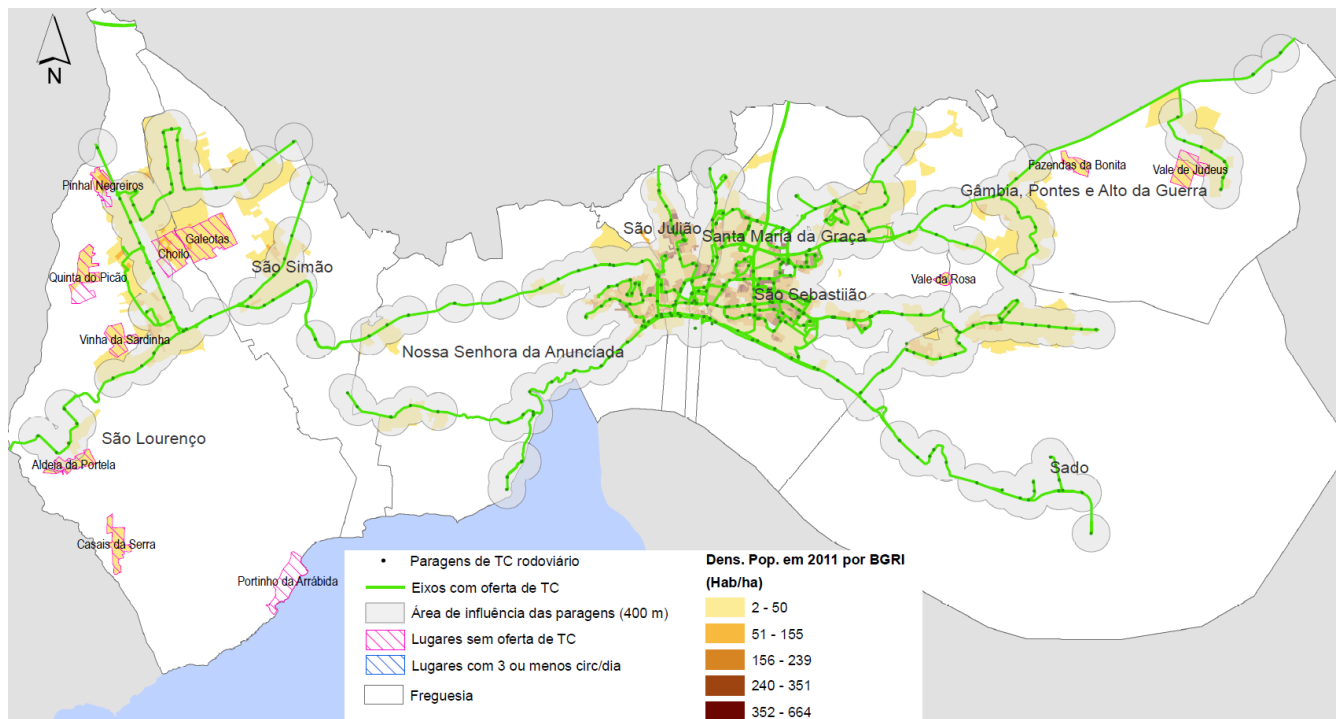 N
Fazendas da Bonita
Vale de Judeus
Pinhal Negreiros
Gâmbia, Pontes e Alto da Guerra
São Julião
Santa Maria da Graça
Galeotas
Choilo
São Simão
Quinta do Picão
Vale da Rosa
São Sebastiião
Vinha da Sardinha
Nossa Senhora da Anunciada
São Lourenço
Aldeia da Portela
Sado
Casais da Serra
Portinho da Arrábida
Paragens de TC rodoviário
Eixos com oferta de TC
Área de influência das paragens (400 m)
Lugares sem oferta de TC
Lugares com 3 ou menos circ/dia
Freguesia
Dens. Pop. em 2011 por BGRI
(Hab/ha)
2 - 50
51 - 155
156 - 239
240 - 351
352 - 664